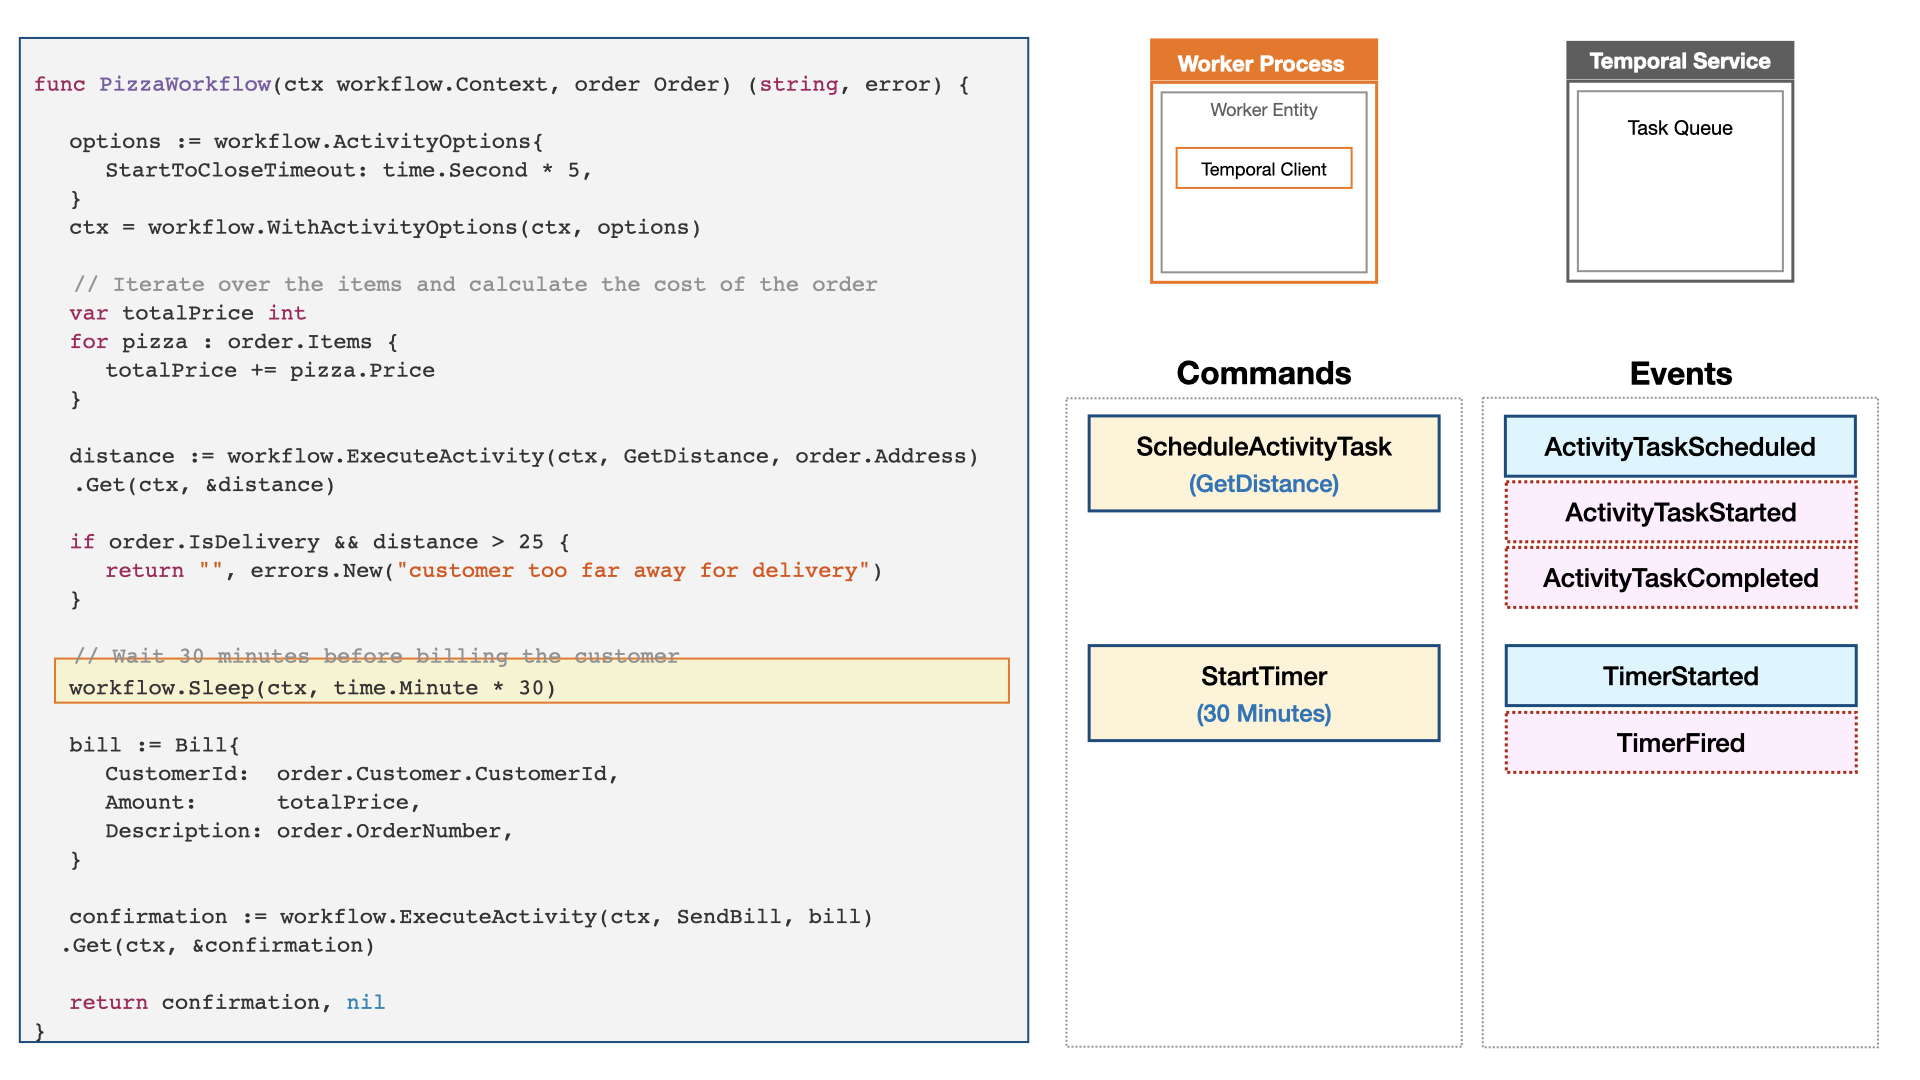 func PizzaWorkflow(ctx workflow.Context, order Order) (string, error) {
options := workflow.ActivityOptions{
StartToCloseTimeout: time.Second * 5,
}
ctx = workflow.WithActivityOptions(ctx, options)
// Iterate over the items and calculate the cost of the order
var totalPrice int
for pizza : order.Items {
totalPrice += pizza.Price
}
distance := workflow.ExecuteActivity(ctx, GetDistance, order.Address)
.Get(ctx, &distance)
if order.IsDelivery && distance > 25 {
return "", errors.New("customer too far away for delivery")
}
// Wait 30 minutes before billing the customer
workflow.Sleep(ctx, time.Minute * 30)
bill := Bill{
CustomerId: order.Customer.CustomerId,
Amount: totalPrice,
Description: order.OrderNumber,
}
confirmation := workflow.ExecuteActivity(ctx, SendBill, bill)
.Get(ctx, &confirmation)
return confirmation, nil
}
Worker Process
Worker Entity
Temporal Client
Temporal Service
Task Queue
Commands
ScheduleActivityTask
(GetDistance)
StartTimer
(30 Minutes)
Events
ActivityTaskScheduled
ActivityTaskStarted
ActivityTaskCompleted
TimerStarted
TimerFired